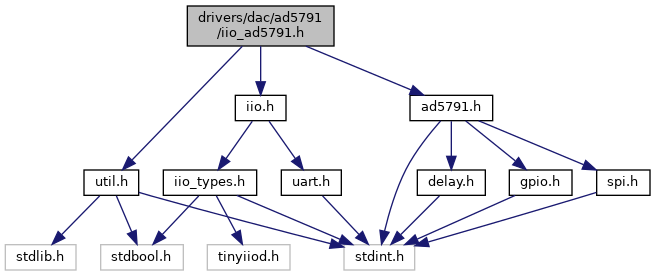 drivers/dac/ad5791
/iio_ad5791.h
iio.h
ad5791.h
util.h
iio_types.h
uart.h
delay.h
gpio.h
spi.h
stdlib.h
stdbool.h
tinyiiod.h
stdint.h